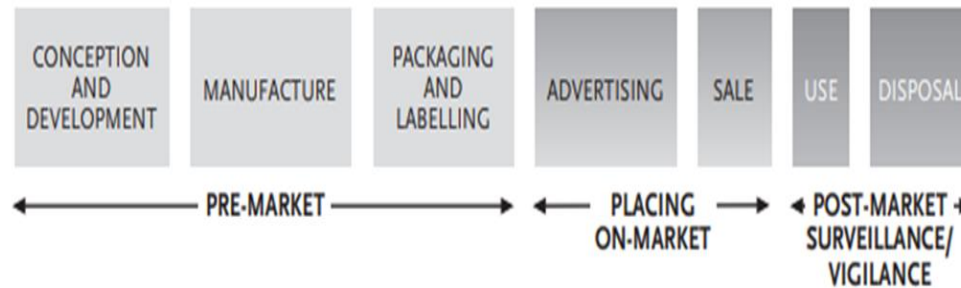 CONCEPTION
AND
DEVELOPMENT
MANUFACTURE
PACKAGING
AND
LABELLING
ADVERTISING
SALE
USE
DISPOSAL
PRE-MARKET
PLACING
ON-MARKET
POST-MARKET
SURVEILLANCE/
VIGILANCE